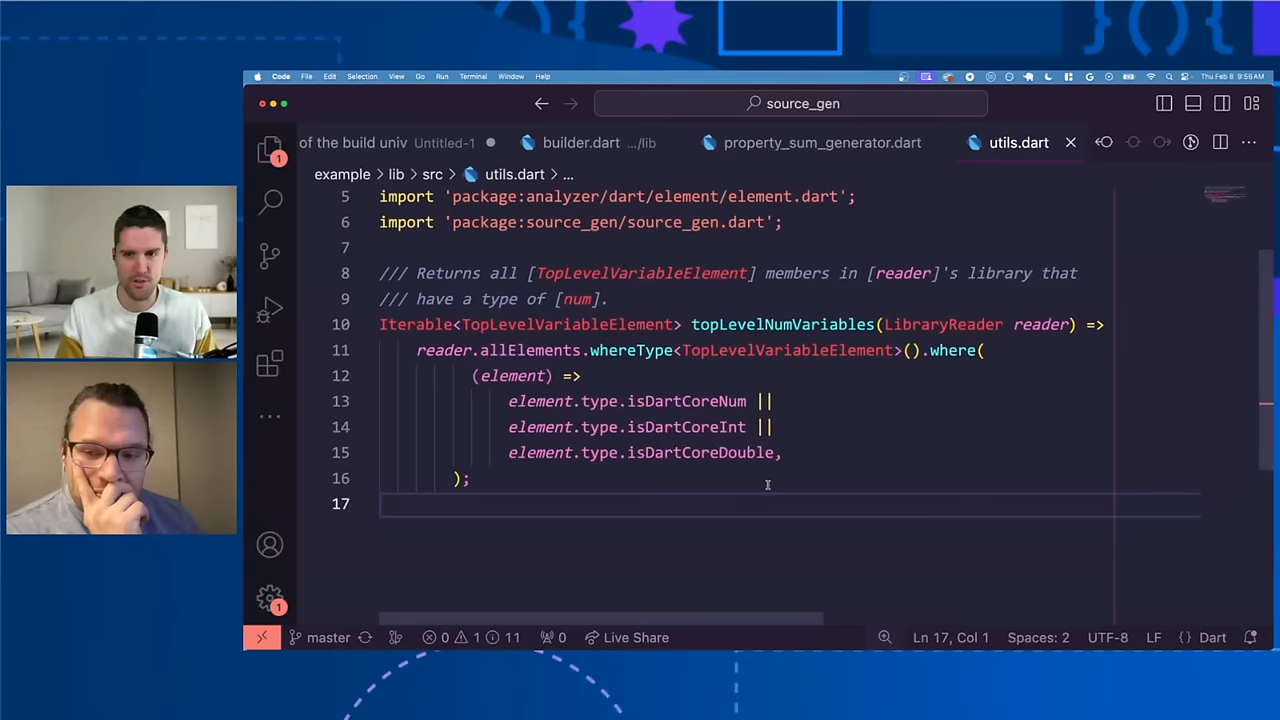 Code File Edit Selection View Go Run Terminal Window Help Thu Feb 8 9:56AM
source_gen
of the build univ Untitled-1 builder.dart .../lib property_sum_generator.dart utils.dart
example > lib > src > utils.dart > ...
5 import 'package:analyzer/dart/element/element.dart';
6 import 'package:source_gen/source_gen.dart';
7
8 /// Returns all [TopLevelVariableElement] members in [reader]'s library that
9 /// have a type of [num].
10 Iterable<TopLevelVariableElement> topLevelNumVariables(LibraryReader reader) =>
11 reader.allElements.whereType<TopLevelVariableElement>().where(
12 (element) =>
13 element.type.isDartCoreNum ||
14 element.type.isDartCoreInt ||
15 element.type.isDartCoreDouble,
16 );
17
1
1
master 0 1 11 0 Live Share Ln 17, Col 1 Spaces: 2 UTF-8 LF {} Dart